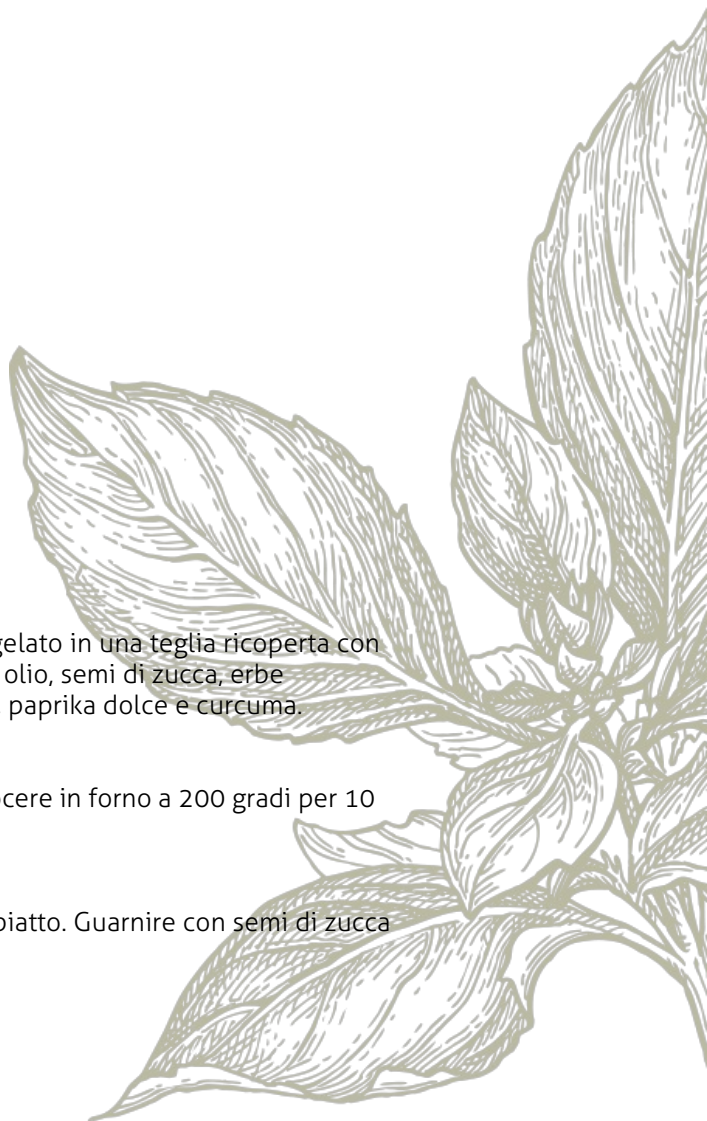 gelato in una teglia ricoperta con
olio, semi di zucca, erbe
paprika dolce e curcuma.
ocere in forno a 200 gradi per 10
piatto. Guarnire con semi di zucca